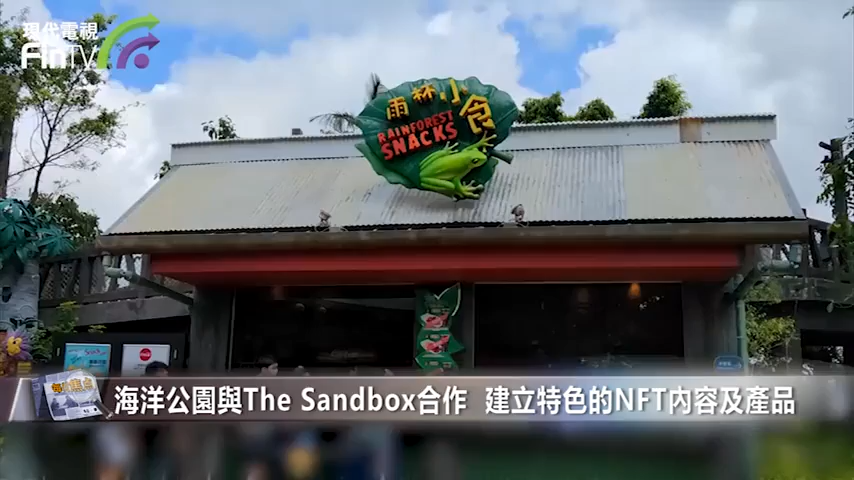 現代電視
FinTV
雨林小食
RAINFOREST
SNACKS
海洋公園與The Sandbox合作 建立特色的NFT內容及產品